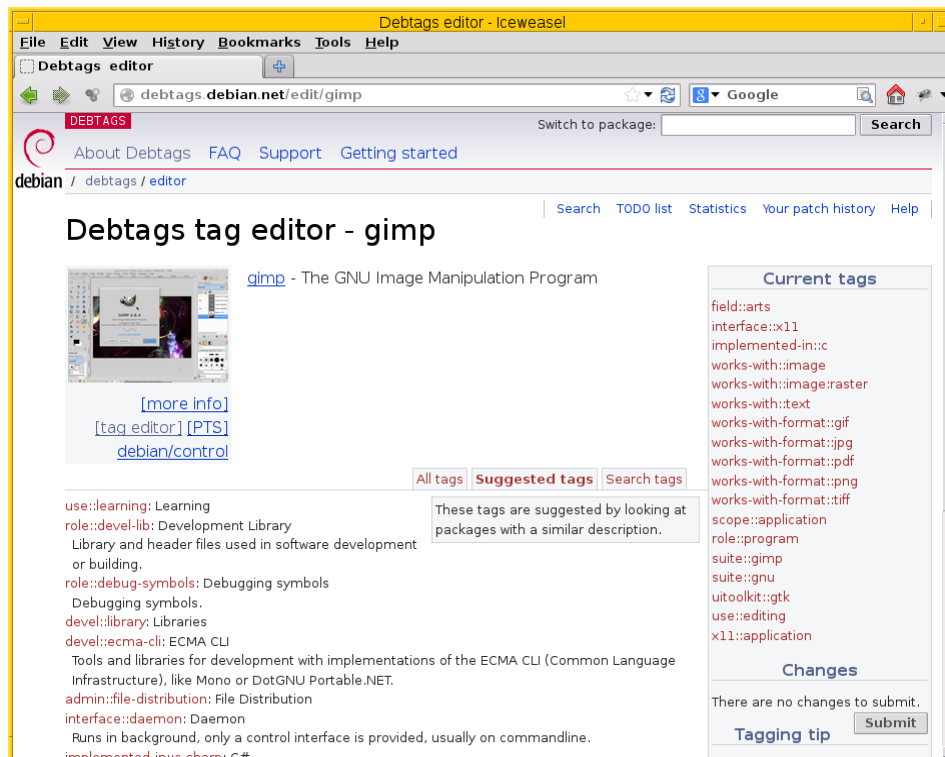 Debtags editor - Iceweasel
File Edit View History Bookmarks Tools Help
Debtags editor
debtags.debian.net/edit/gimp
Google
DEBTAGS
Switch to package:
Search
About Debtags FAQ Support Getting started
debian
/ debtags / editor
Search TODO list Statistics Your patch history Help
Debtags tag editor - gimp
gimp - The GNU Image Manipulation Program
[more info]
[tag editor] [PTS]
debian/control
All tags Suggested tags Search tags
These tags are suggested by looking at
packages with a similar description.
use::learning: Learning
role::devel-lib: Development Library
Library and header files used in software development
or building.
role::debug-symbols: Debugging symbols
Debugging symbols.
devel::library: Libraries
devel::ecma-cli: ECMA CLI
Tools and libraries for development with implementations of the ECMA CLI (Common Language
Infrastructure), like Mono or DotGNU Portable.NET.
admin::file-distribution: File Distribution
interface::daemon: Daemon
Runs in background, only a control interface is provided, usually on commandline.
Current tags
field::arts
interface::x11
implemented-in::c
works-with::image
works-with::image:raster
works-with::text
works-with-format::gif
works-with-format::jpg
works-with-format::pdf
works-with-format::png
works-with-format::tiff
scope::application
role::program
suite::gimp
suite::gnu
uitoolkit::gtk
use::editing
x11::application
Changes
There are no changes to submit.
Submit
Tagging tip